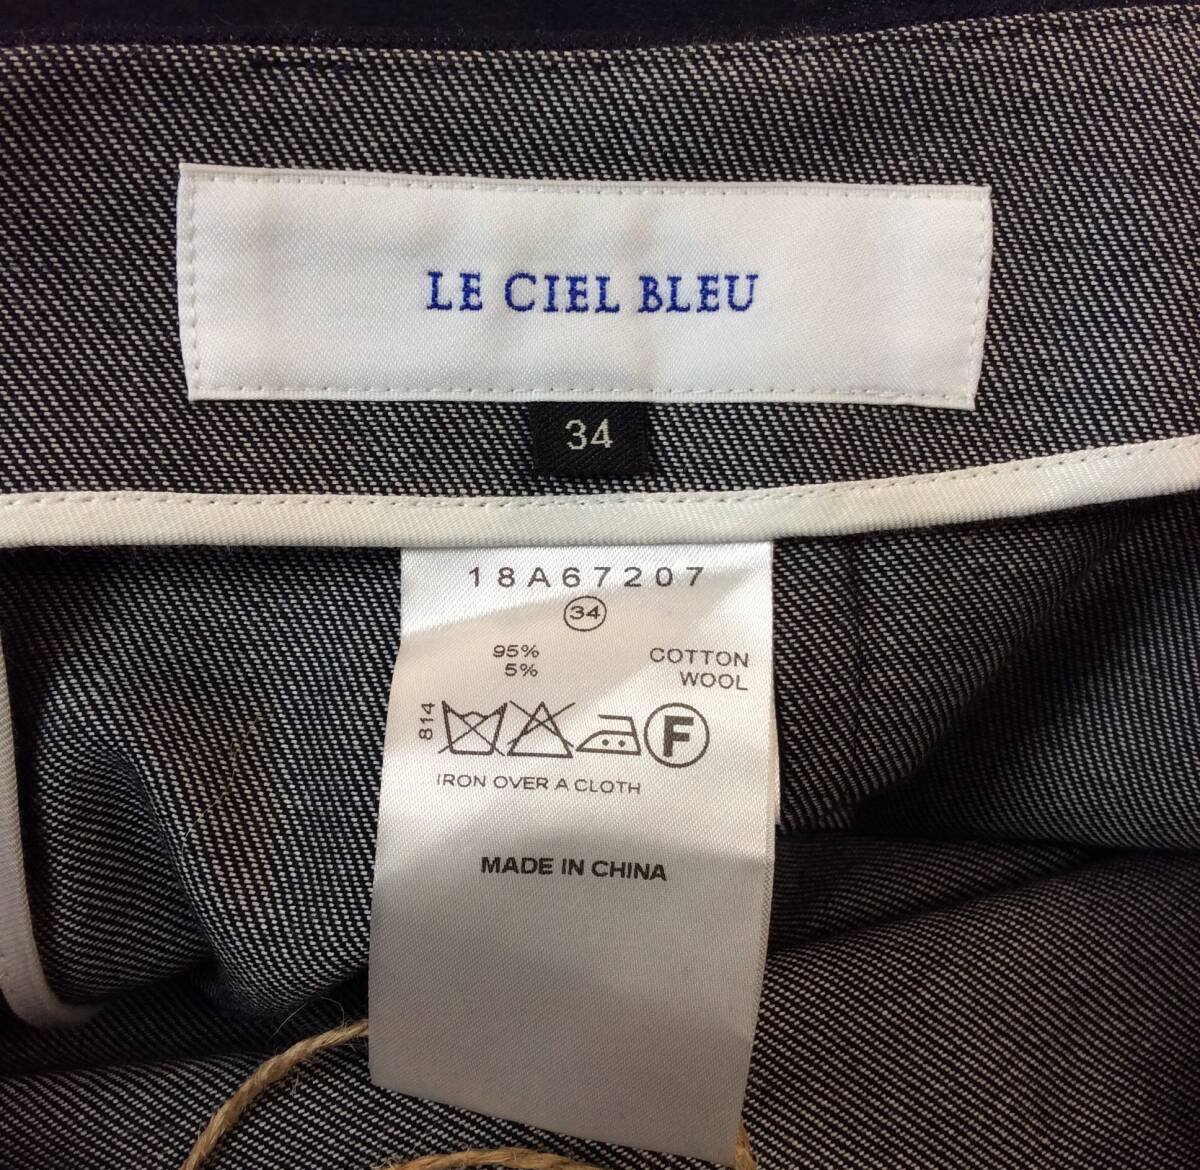 LE CIEL BLEU
34
18A67207
34
95% COTTON
5% WOOL
814
F
IRON OVER A CLOTH
MADE IN CHINA